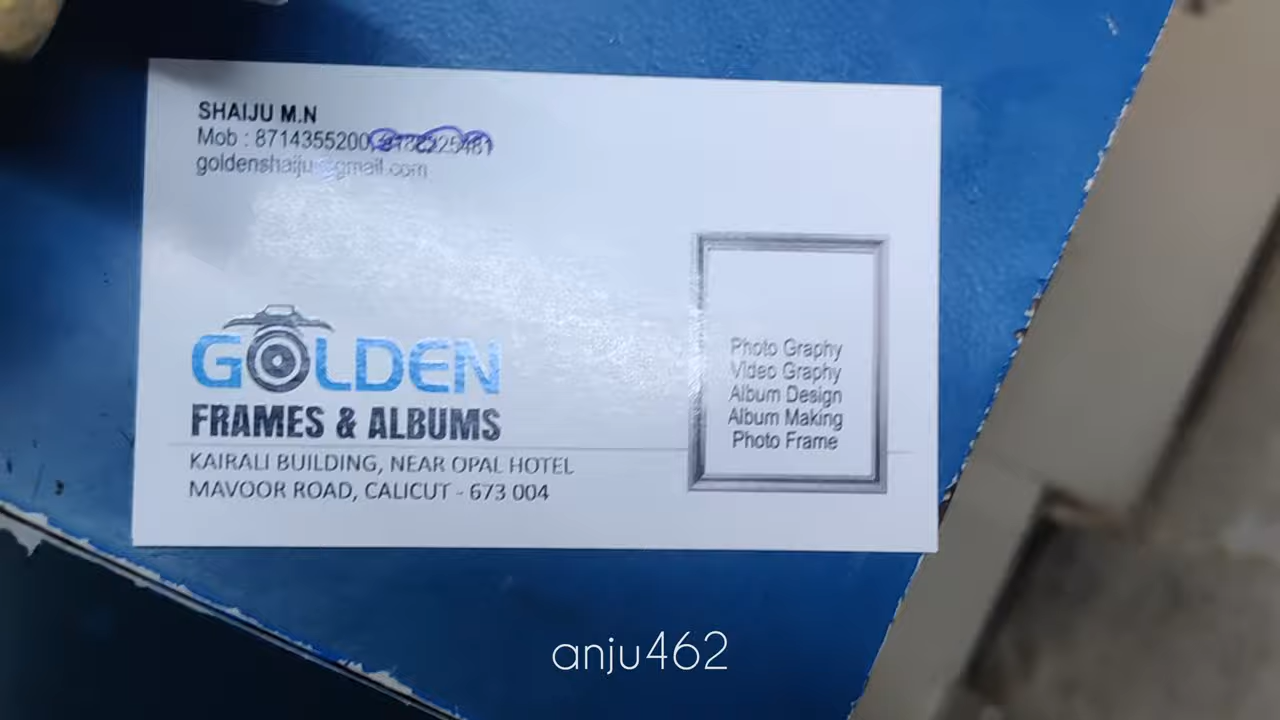 SHAIJU M.N
Mob : 8714355200,
goldenshaiju@gmail.com
GOLDEN
FRAMES & ALBUMS
KAIRALI BUILDING, NEAR OPAL HOTEL
MAVOOR ROAD, CALICUT - 673 004
Photo Graphy
Video Graphy
Album Design
Album Making
Photo Frame
anju462